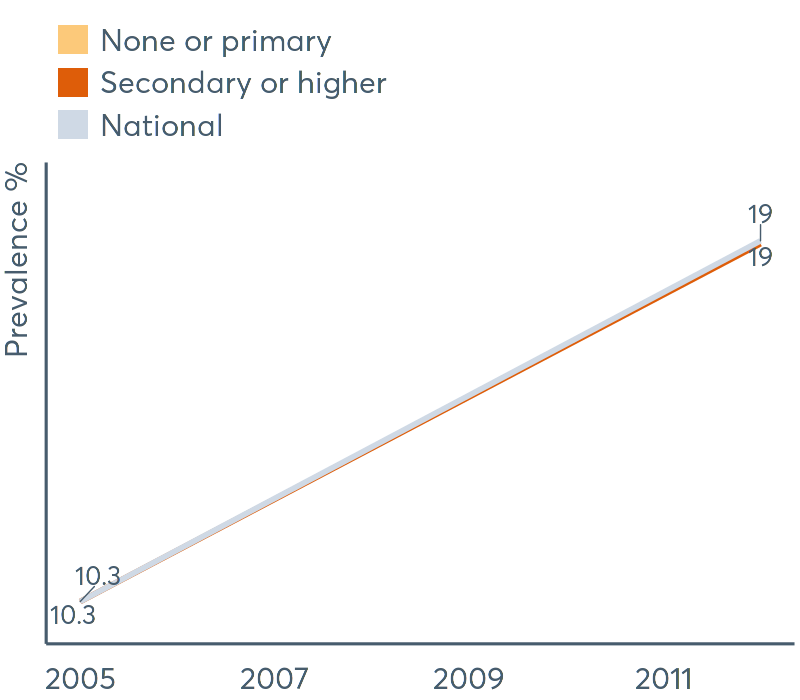 None or primary
Secondary or higher
National
Prevalence %
19
19
10.3
10.3
2005 2007 2009 2011